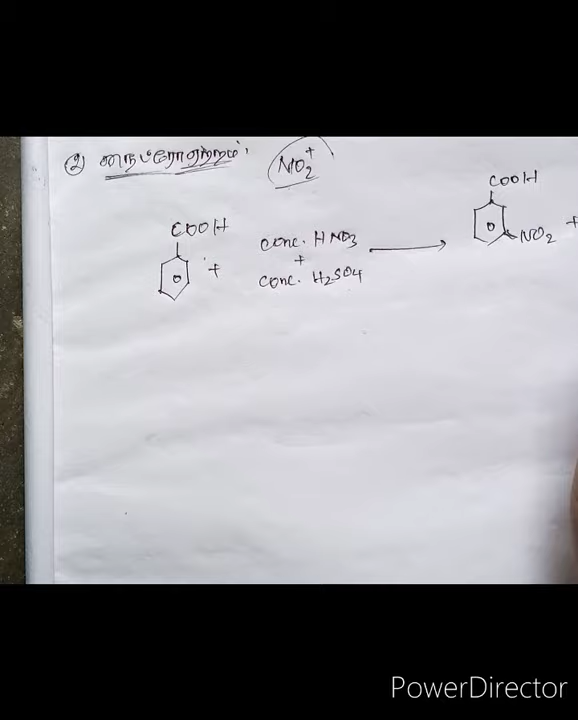 ② நைட்ரோஏற்றம், NO₂⁺
COOH + conc. HNO₃ + conc. H₂SO₄ ⟶ COOH NO₂ +
PowerDirector